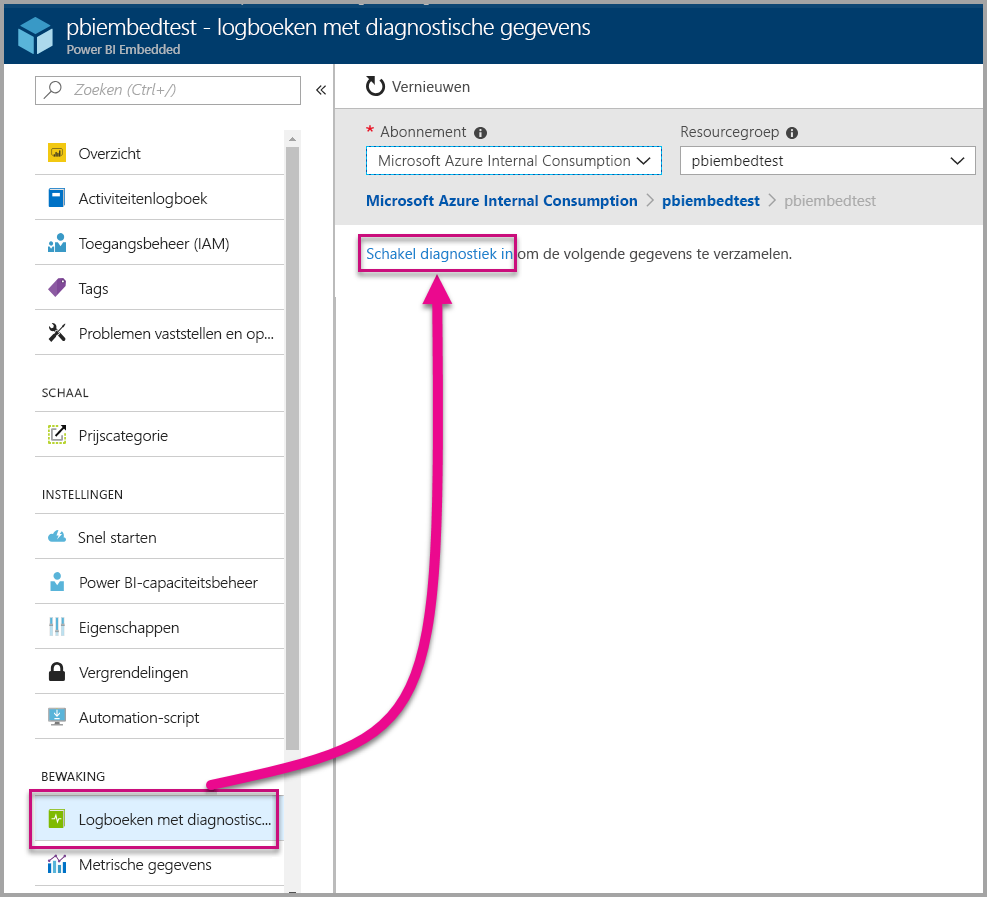 pbiembedtest - logboeken met diagnostische gegevens
Power BI Embedded
Zoeken (Ctrl+/)
Overzicht
Activiteitenlogboek
Toegangsbeheer (IAM)
Tags
Problemen vaststellen en op...
SCHAAL
Prijscategorie
INSTELLINGEN
Snel starten
Power BI-capaciteitsbeheer
Eigenschappen
Vergrendelingen
Automation-script
BEWAKING
Logboeken met diagnostisc...
Metrische gegevens
Vernieuwen
* Abonnement
Microsoft Azure Internal Consumption
Resourcegroep
pbiembedtest
Microsoft Azure Internal Consumption > pbiembedtest > pbiembedtest
Schakel diagnostiek in om de volgende gegevens te verzamelen.